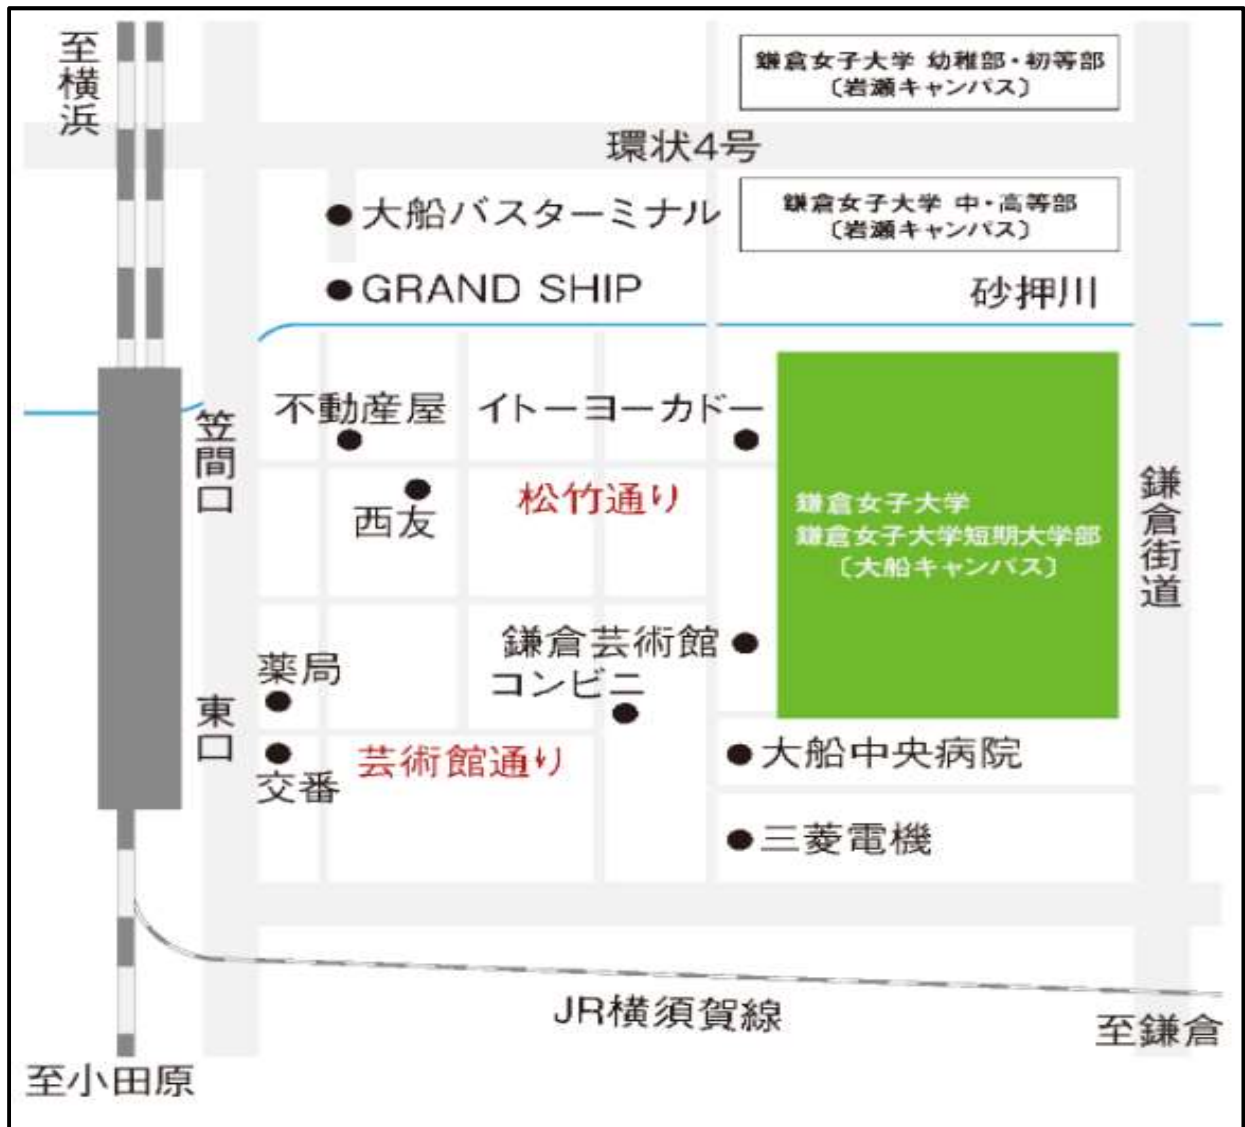 至横浜
鎌倉女子大学 幼稚部・初等部
〔岩瀬キャンパス〕
環状4号
鎌倉女子大学 中・高等部
〔岩瀬キャンパス〕
大船バスターミナル
GRAND SHIP
砂押川
不動産屋
イトーヨーカドー
笠間口
西友
松竹通り
鎌倉女子大学
鎌倉女子大学短期大学部
〔大船キャンパス〕
鎌倉街道
鎌倉芸術館
薬局
コンビニ
東口
交番
芸術館通り
大船中央病院
三菱電機
JR横須賀線
至鎌倉
至小田原